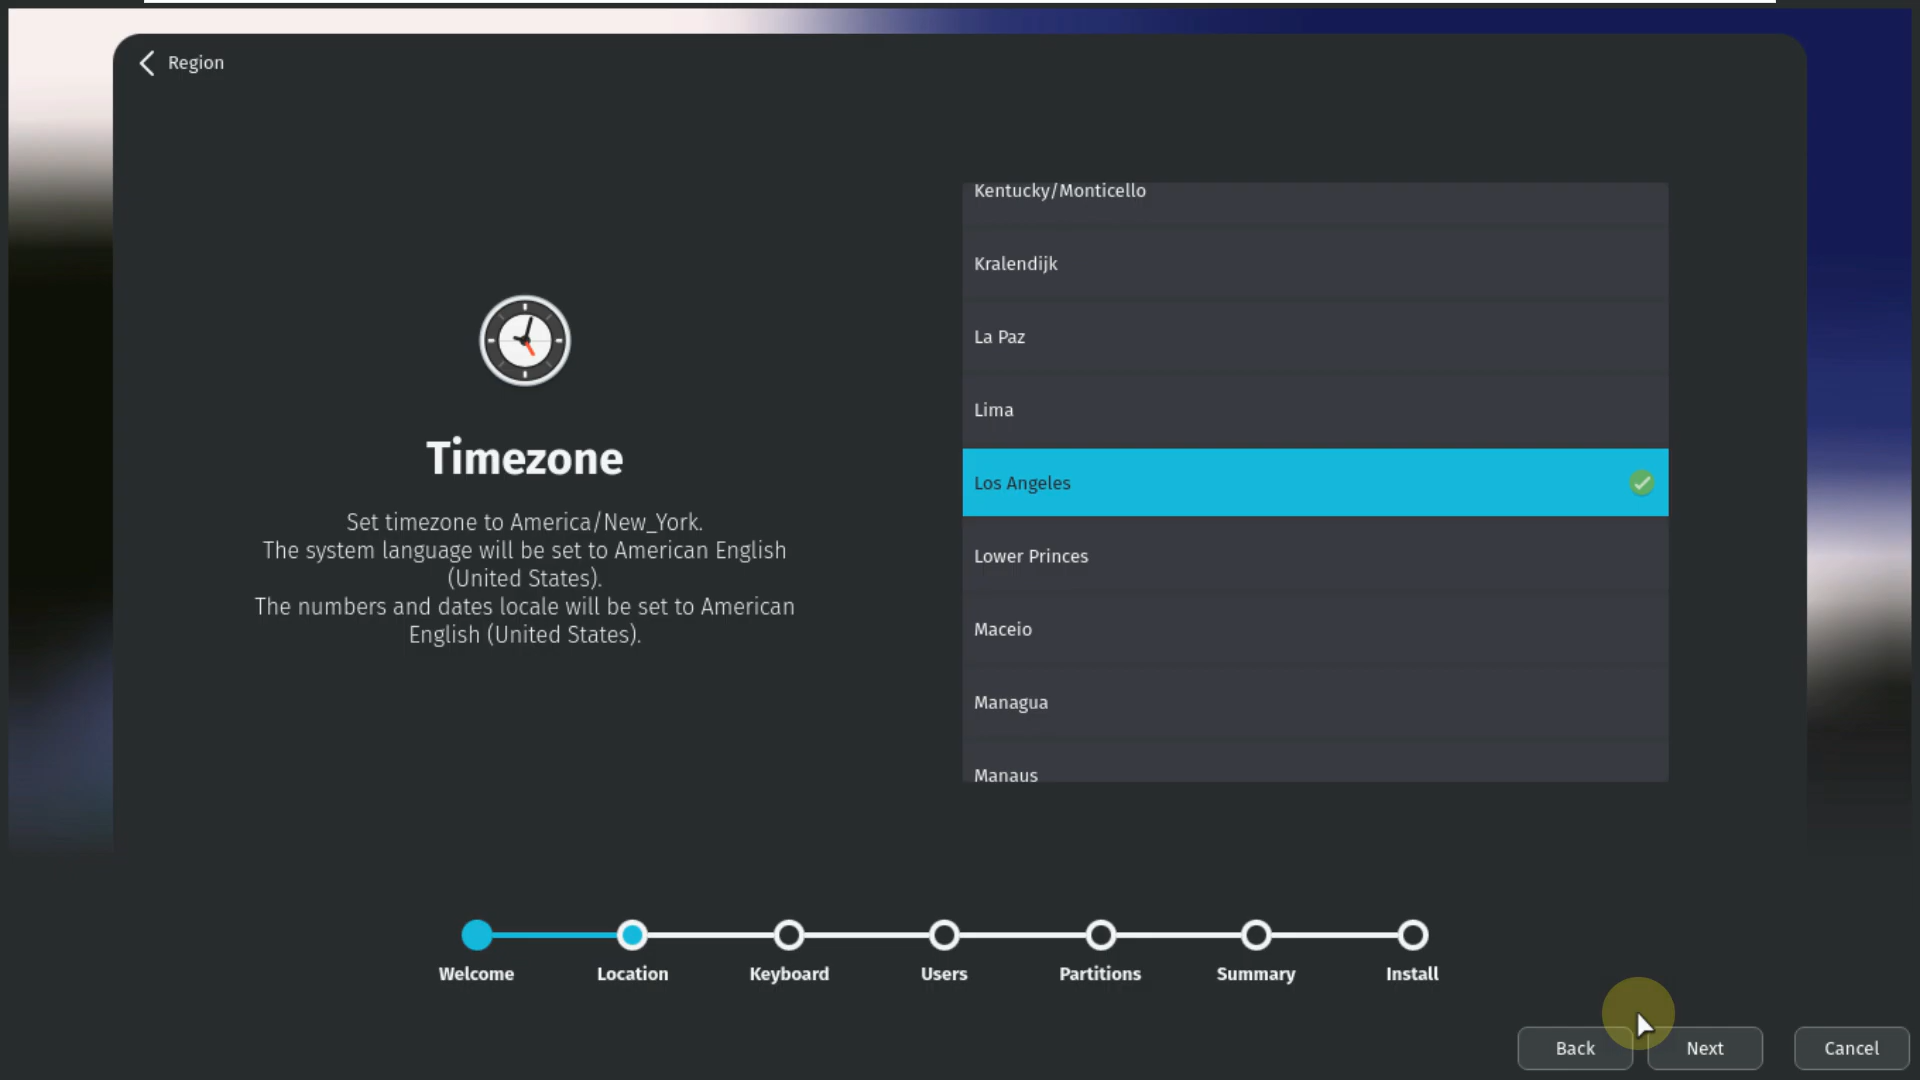 Region
Timezone
Set timezone to America/New_York.
The system language will be set to American English
(United States).
The numbers and dates locale will be set to American
English (United States).
Kentucky/Monticello
Kralendijk
La Paz
Lima
Los Angeles
Lower Princes
Maceio
Managua
Manaus
Welcome
Location
Keyboard
Users
Partitions
Summary
Install
Back
Next
Cancel